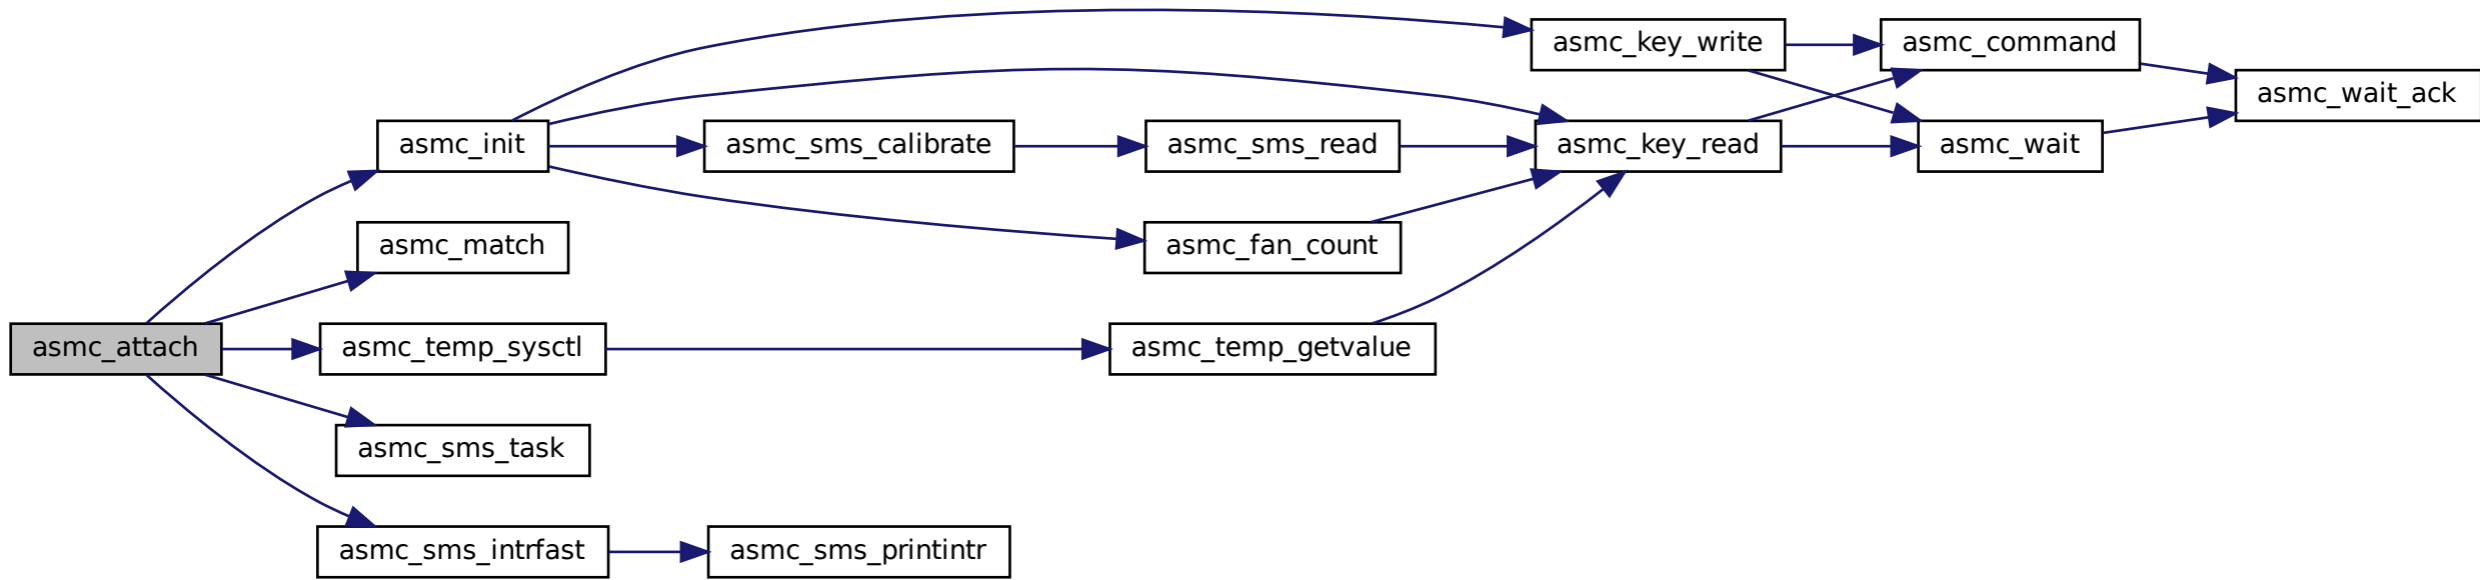 asmc_attach
asmc_init
asmc_match
asmc_temp_sysctl
asmc_sms_task
asmc_sms_intrfast
asmc_sms_calibrate
asmc_sms_printintr
asmc_sms_read
asmc_fan_count
asmc_temp_getvalue
asmc_key_write
asmc_key_read
asmc_command
asmc_wait
asmc_wait_ack